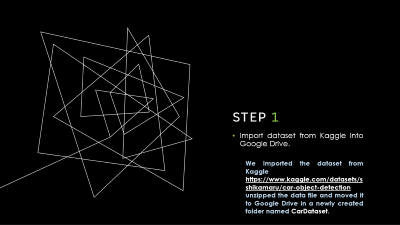 STEP 1
• Import dataset from Kaggle into
Google Drive.
We imported the dataset from
Kaggle
https://www.kaggle.com/datasets/s
shikamaru/car-object-detection
unzipped the data file and moved it
to Google Drive in a newly created
folder named CarDataset.